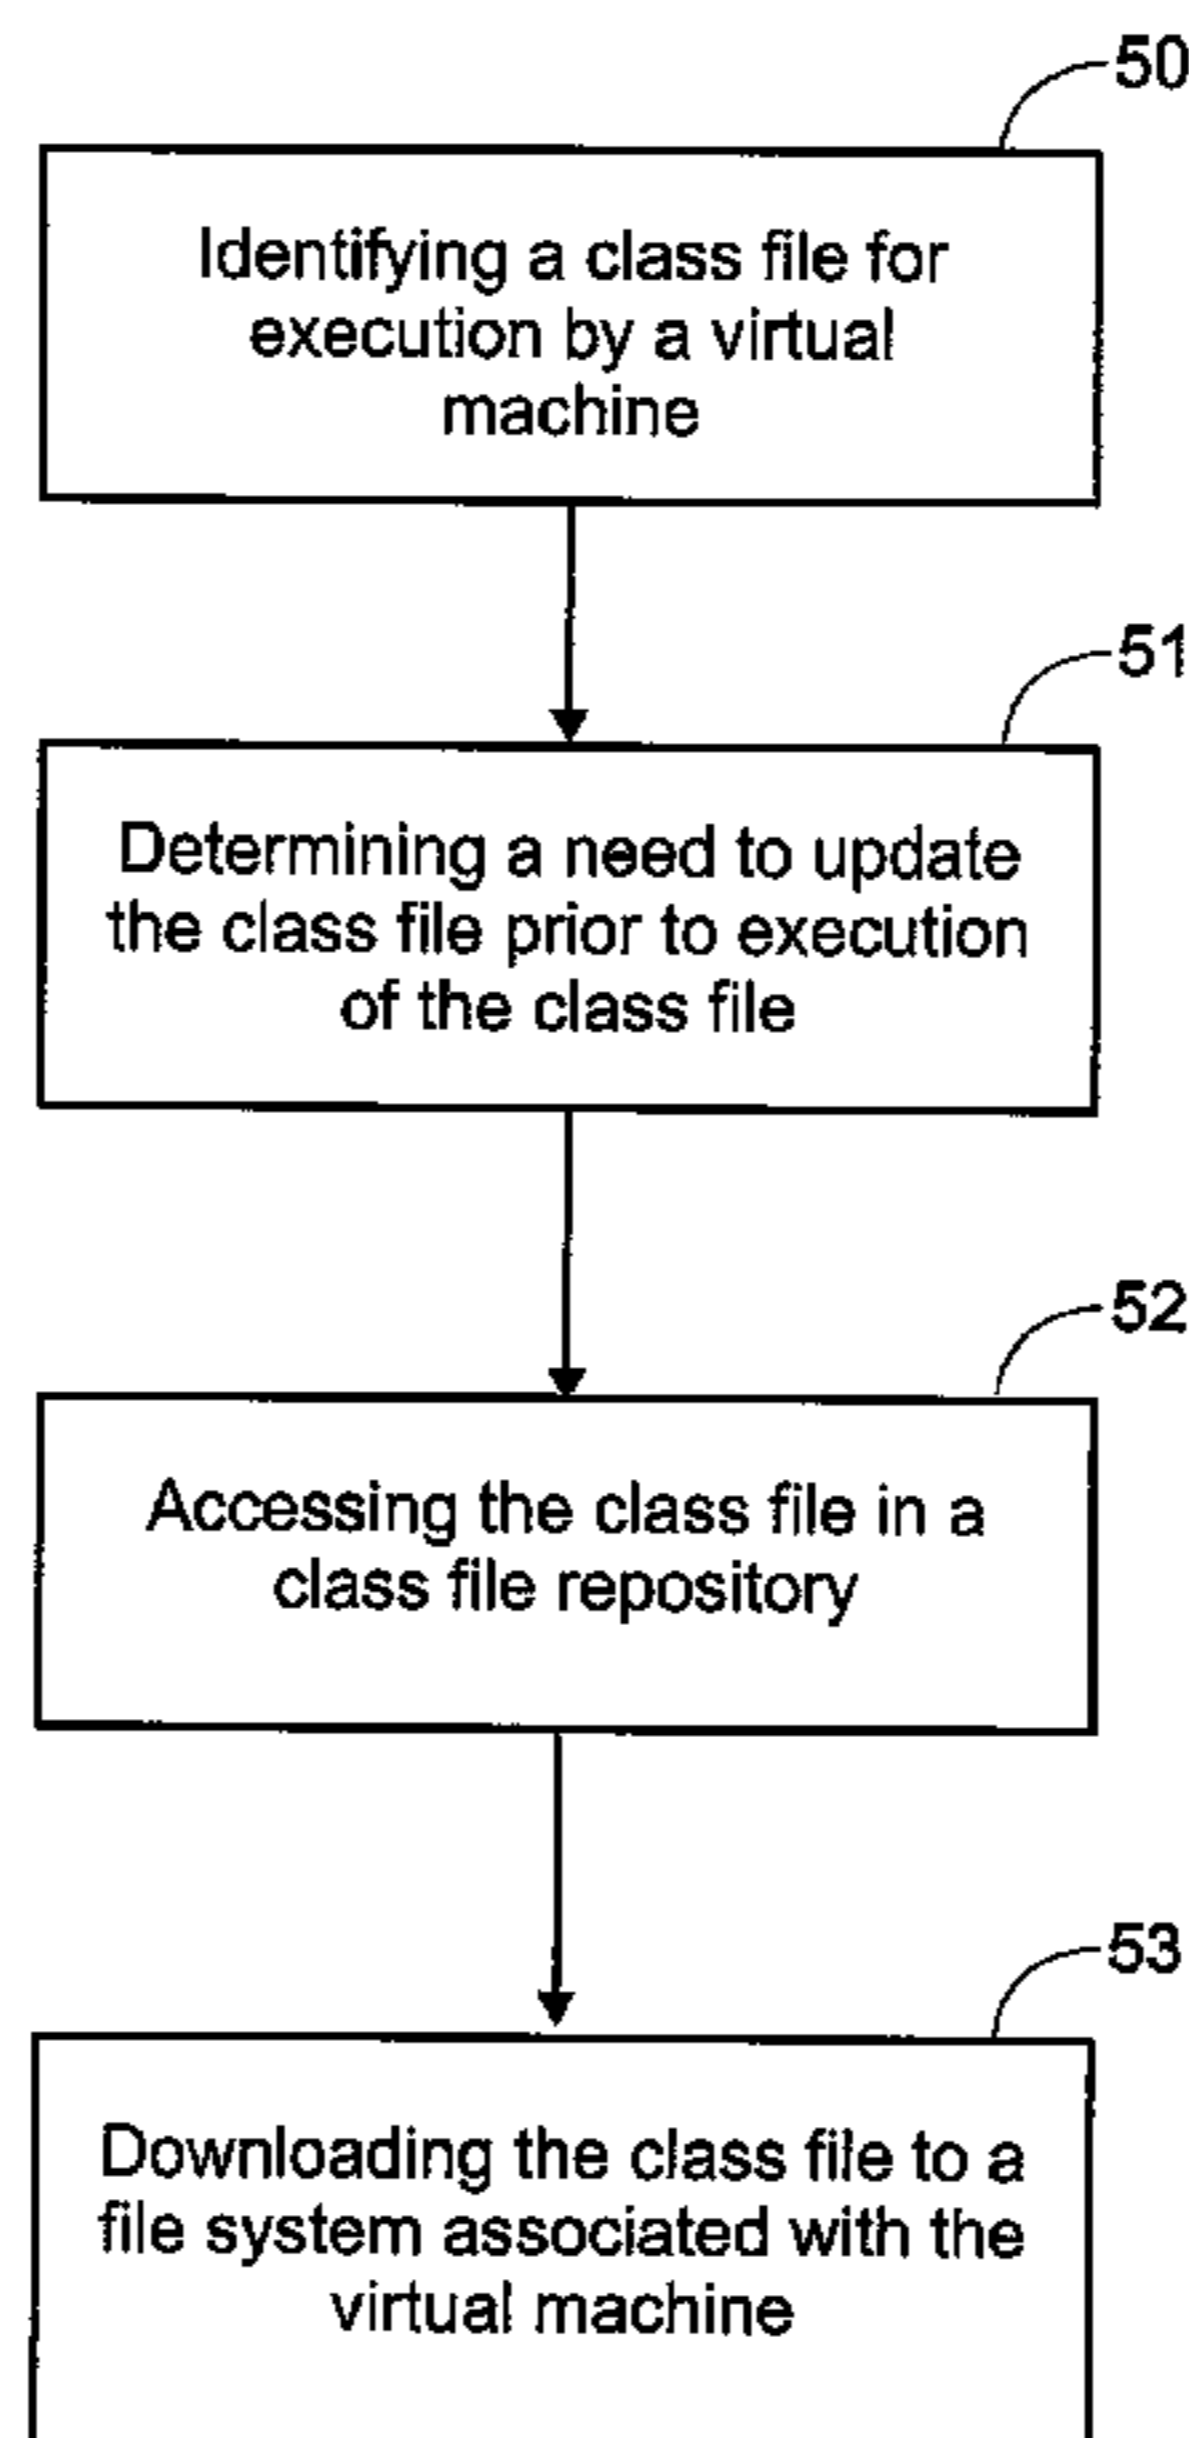 50
Identifying a class file for
execution by a virtual
machine
51
Determining a need to update
the class file prior to execution
of the class file
52
Accessing the class file in a
class file repository
53
Downloading the class file to a
file system associated with the
virtual machine